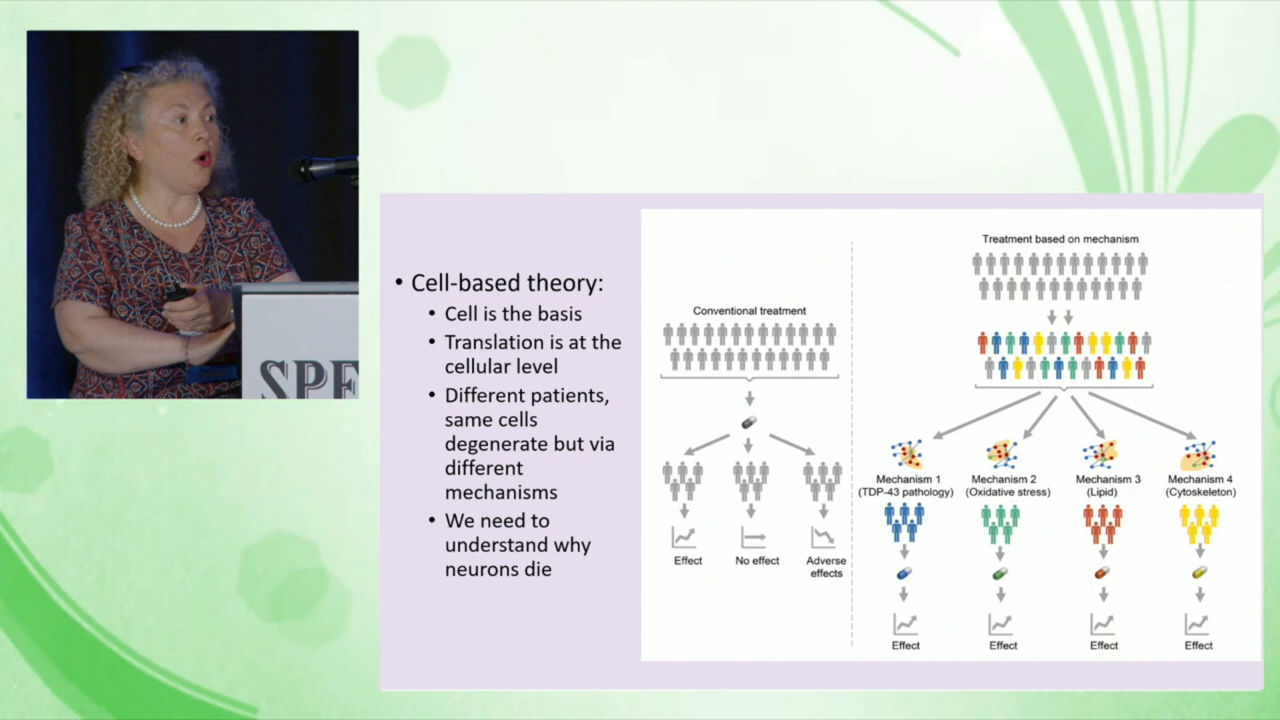 • Cell-based theory:
• Cell is the basis
• Translation is at the
cellular level
• Different patients,
same cells
degenerate but via
different
mechanisms
• We need to
understand why
neurons die
Conventional treatment
Effect
No effect
Adverse
effects
Treatment based on mechanism
Mechanism 1
(TDP-43 pathology)
Mechanism 2
(Oxidative stress)
Mechanism 3
(Lipid)
Mechanism 4
(Cytoskeleton)
Effect
Effect
Effect
Effect